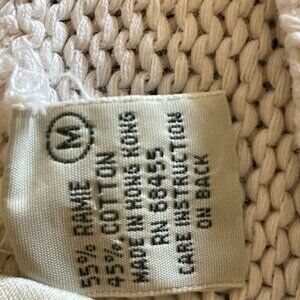 M
55% RAMIE
45% COTTON
MADE IN HONG KONG
RN 68455
CARE INSTRUCTION
ON BACK